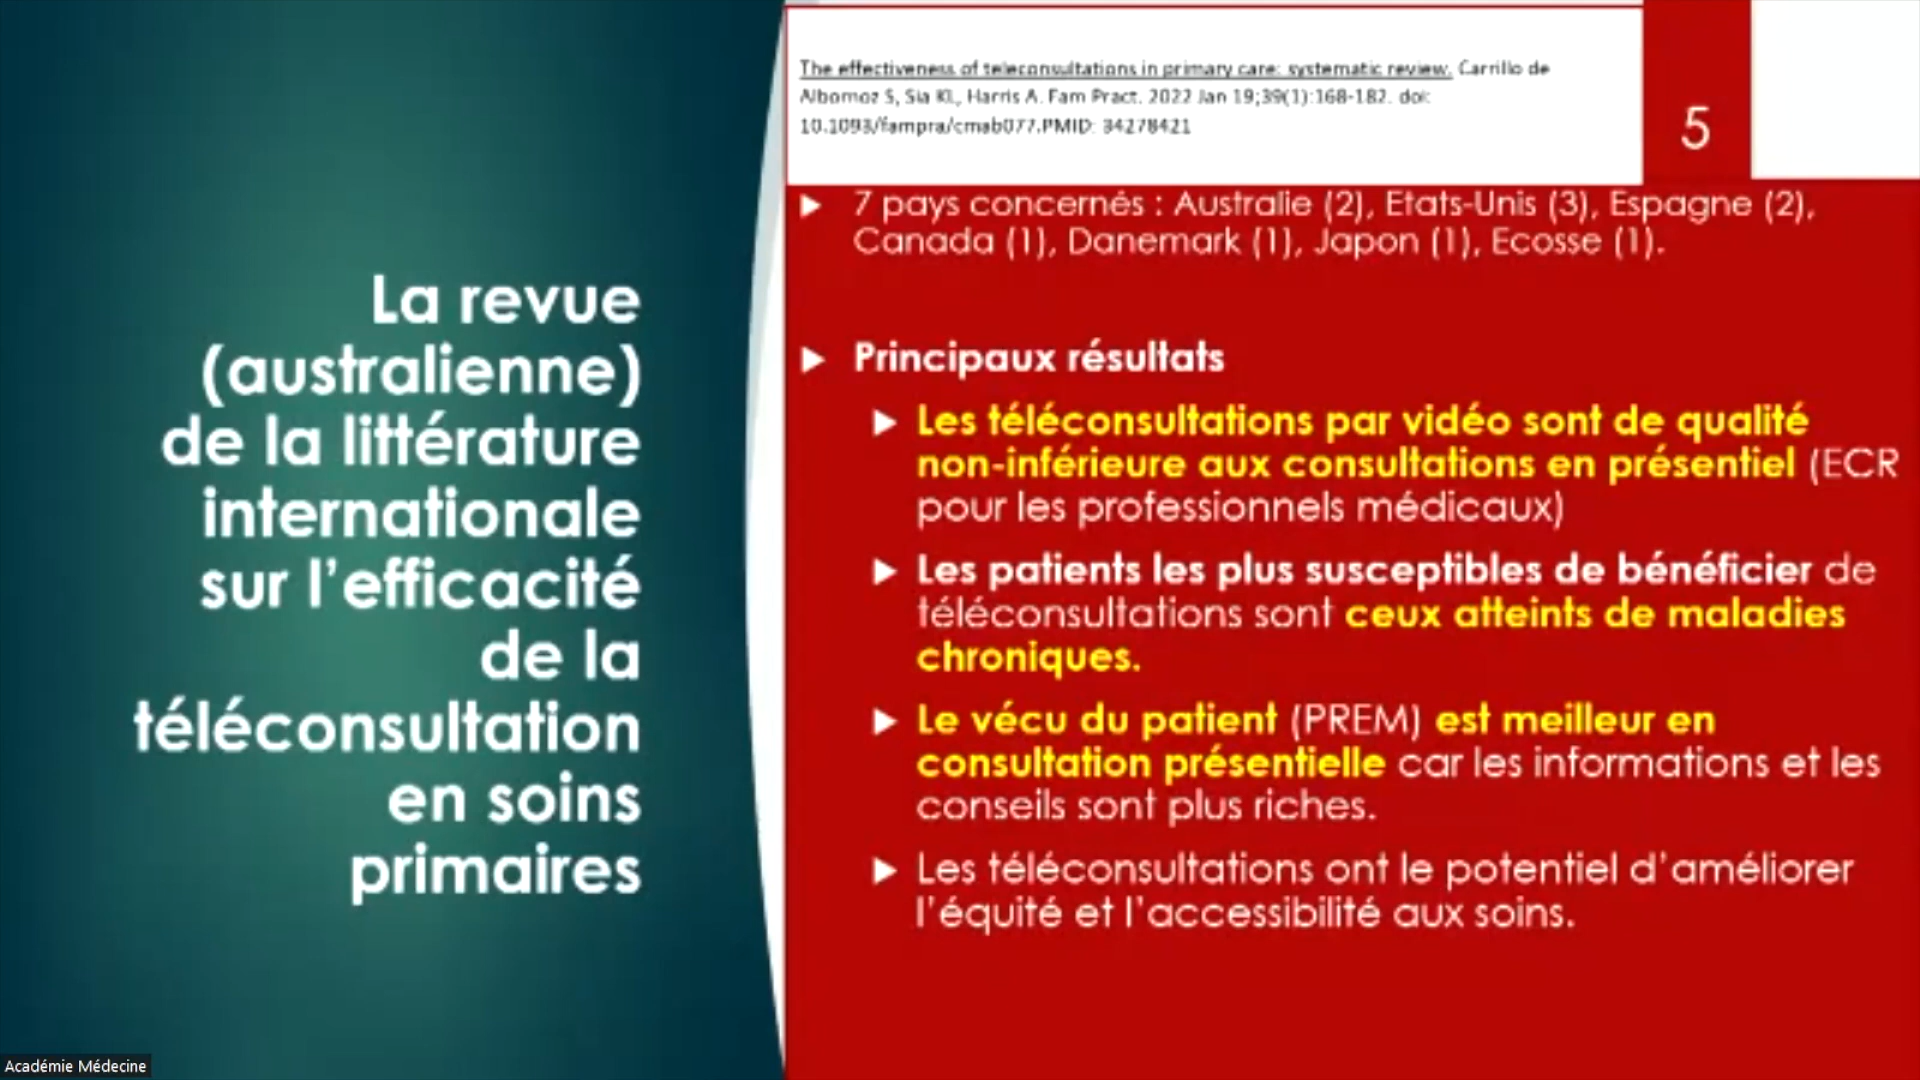 La revue
(australienne)
de la littérature
internationale
sur l'efficacité
de la
téléconsultation
en soins
primaires
The effectiveness of teleconsultations in primary care: systematic review. Carrillo de
Albornoz S, Sia KL, Harris A. Fam Pract. 2022 Jan 19;39(1):168-182. doi:
10.1093/fampra/cmab077.PMID: 34278421
5
▶ 7 pays concernés : Australie (2), Etats-Unis (3), Espagne (2),
Canada (1), Danemark (1), Japon (1), Ecosse (1).
▶ Principaux résultats
▶ Les téléconsultations par vidéo sont de qualité
non-inférieure aux consultations en présentiel (ECR
pour les professionnels médicaux)
▶ Les patients les plus susceptibles de bénéficier de
téléconsultations sont ceux atteints de maladies
chroniques.
▶ Le vécu du patient (PREM) est meilleur en
consultation présentielle car les informations et les
conseils sont plus riches.
▶ Les téléconsultations ont le potentiel d'améliorer
l'équité et l'accessibilité aux soins.
Académie Médecine